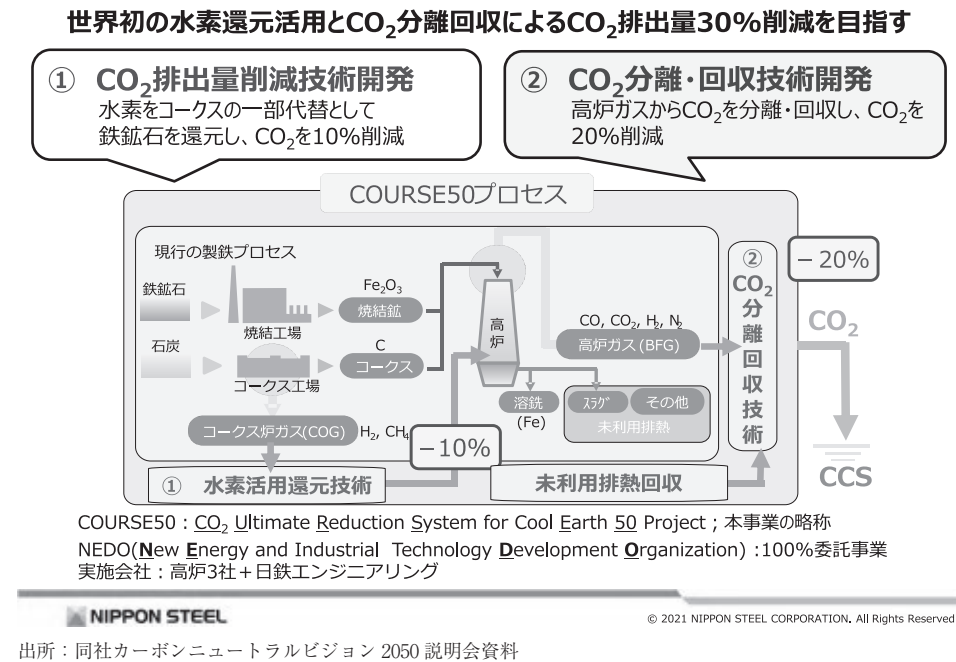 世界初の水素還元活用とCO₂分離回収によるCO₂排出量30%削減を目指す
① CO₂排出量削減技術開発
水素をコークスの一部代替として
鉄鉱石を還元し、CO₂を10%削減
② CO₂分離・回収技術開発
高炉ガスからCO₂を分離・回収し、CO₂を
20%削減
COURSE50プロセス
現行の製鉄プロセス
鉄鉱石
焼結工場
Fe₂O₃
焼結鉱
石炭
コークス工場
C
コークス
高炉
CO, CO₂, H₂, N₂
高炉ガス(BFG)
溶銑
(Fe)
スラグ
その他
未利用排熱
コークス炉ガス(COG)
H₂, CH₄
−10%
① 水素活用還元技術
未利用排熱回収
②CO₂分離回収技術
−20%
CO₂
CCS
COURSE50 : CO₂ Ultimate Reduction System for Cool Earth 50 Project ; 本事業の略称
NEDO(New Energy and Industrial Technology Development Organization) :100%委託事業
実施会社 : 高炉3社+日鉄エンジニアリング
NIPPON STEEL
© 2021 NIPPON STEEL CORPORATION. All Rights Reserved
出所:同社カーボンニュートラルビジョン 2050 説明会資料